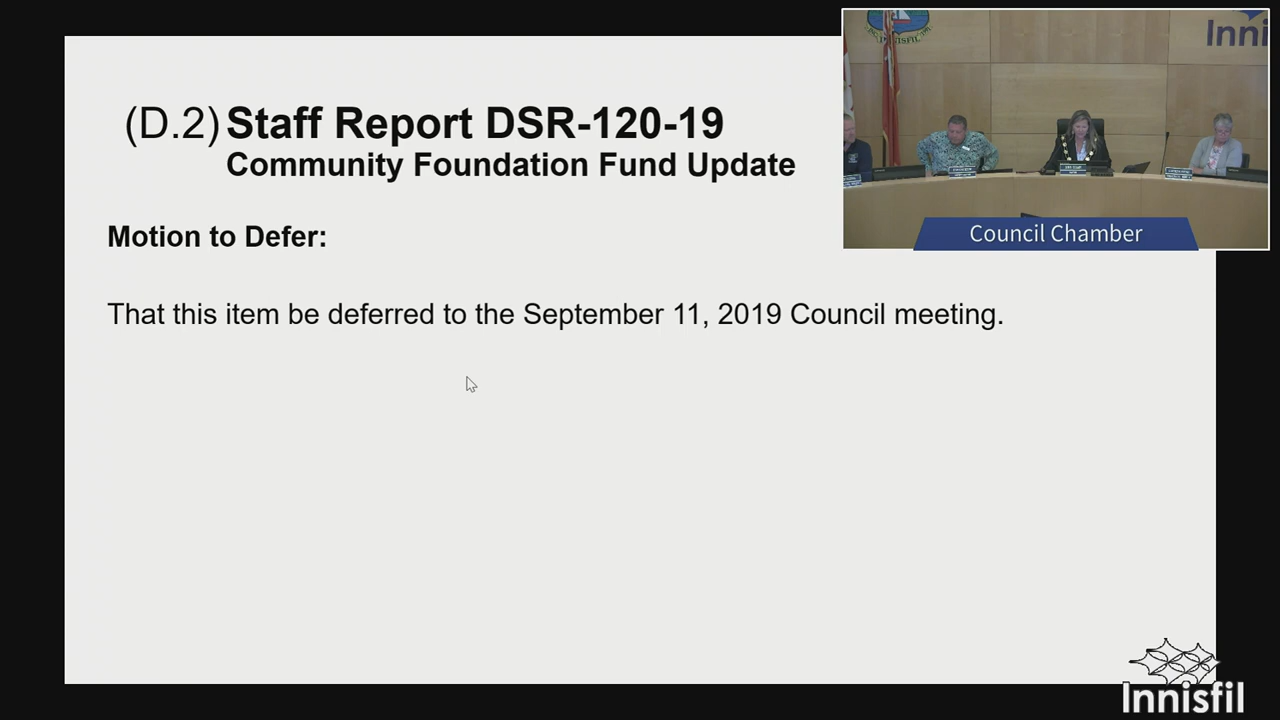 (D.2) Staff Report DSR-120-19
Community Foundation Fund Update
Motion to Defer:
That this item be deferred to the September 11, 2019 Council meeting.
Inni
Council Chamber
Innisfil